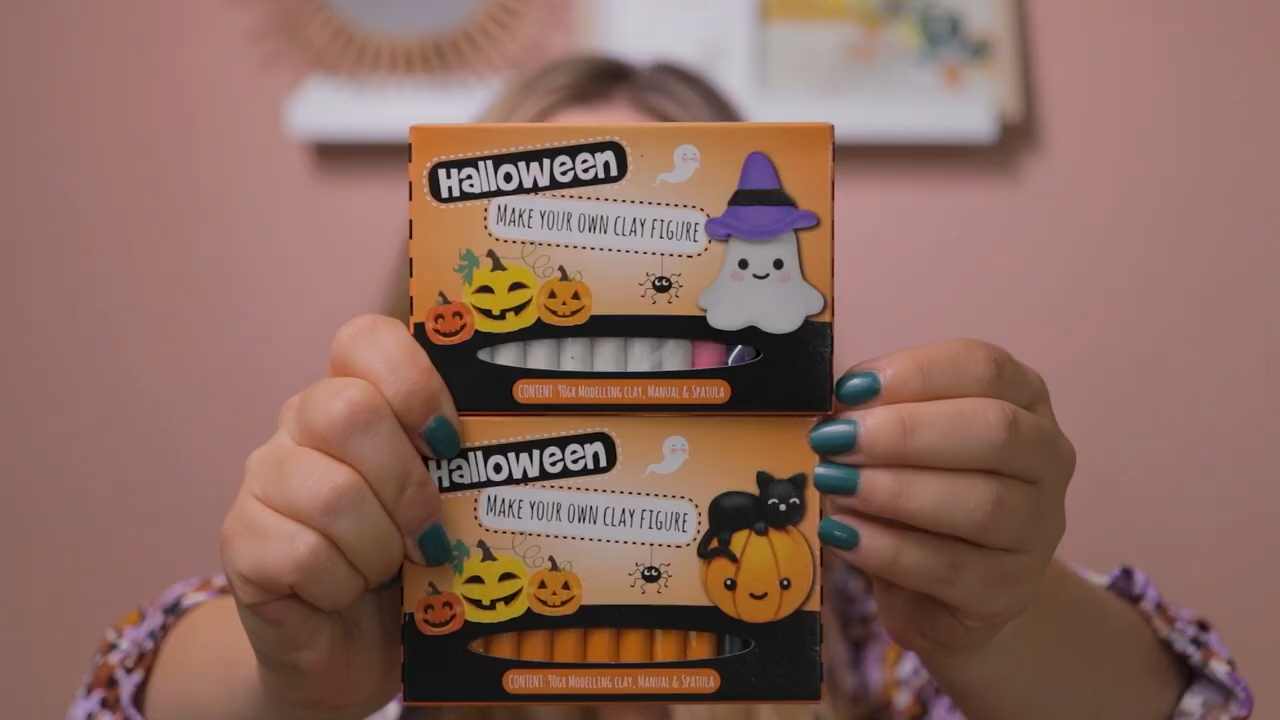 Halloween
Make your own clay figure
Content: 90gr Modelling clay, Manual & Spatula
Halloween
Make your own clay figure
Content: 90gr Modelling clay, Manual & Spatula